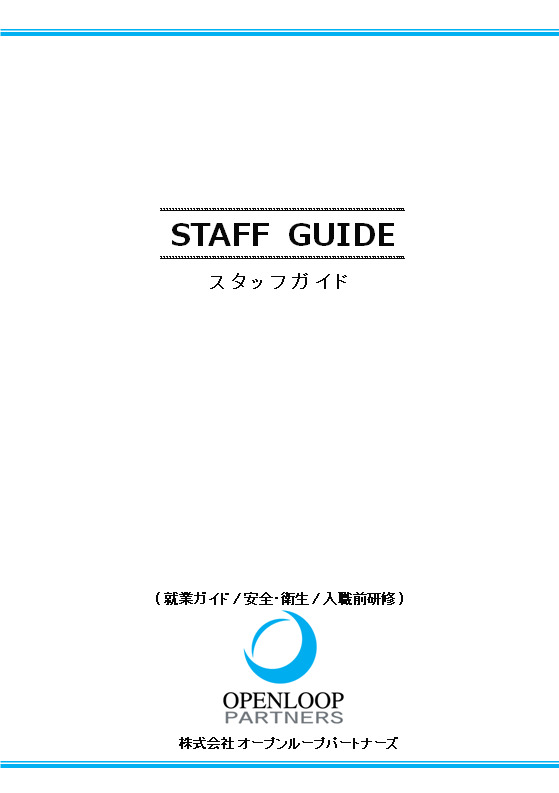 STAFF GUIDE
スタッフガイド
( 就業ガイド / 安全・衛生 / 入職前研修 )
OPENLOOP
PARTNERS
株式会社 オープンループパートナーズ